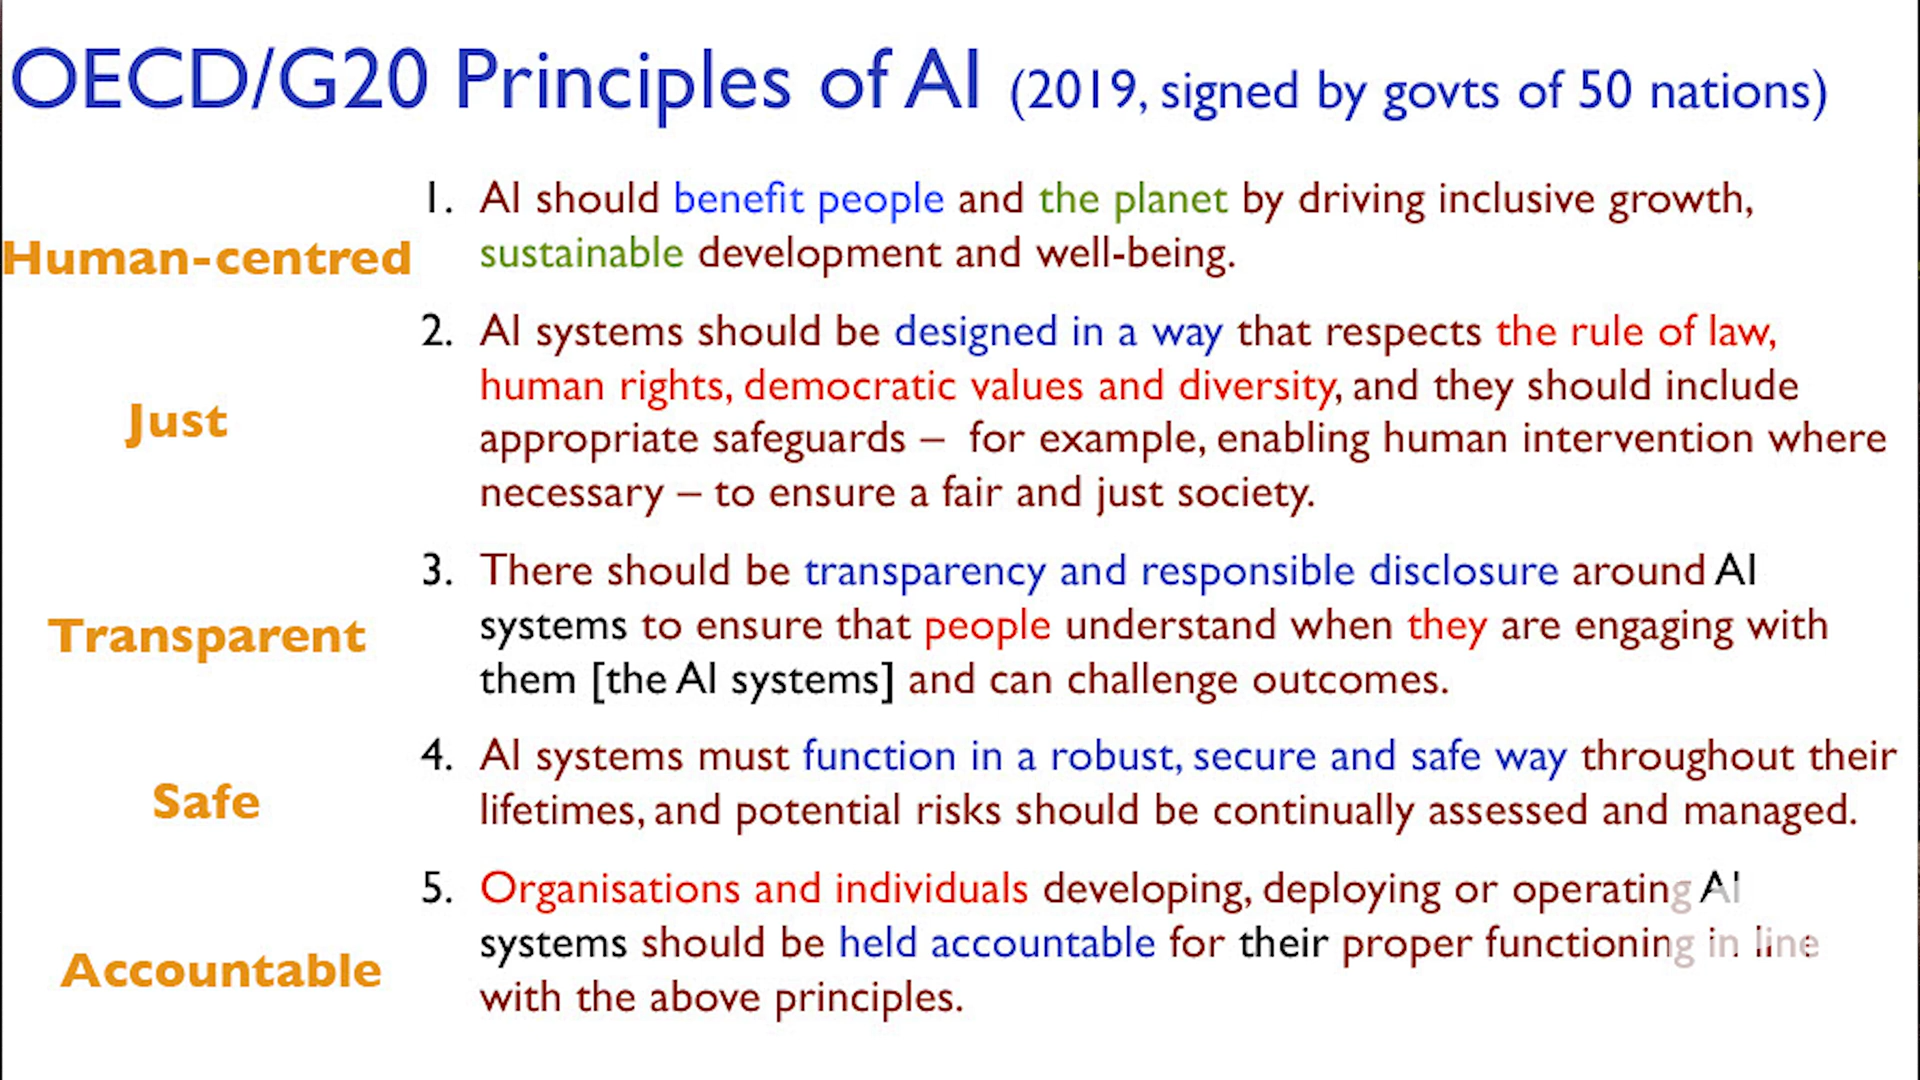 OECD/G20 Principles of AI (2019, signed by govts of 50 nations)
Human-centred
1. AI should benefit people and the planet by driving inclusive growth,
sustainable development and well-being.
Just
2. AI systems should be designed in a way that respects the rule of law,
human rights, democratic values and diversity, and they should include
appropriate safeguards – for example, enabling human intervention where
necessary – to ensure a fair and just society.
Transparent
3. There should be transparency and responsible disclosure around AI
systems to ensure that people understand when they are engaging with
them [the AI systems] and can challenge outcomes.
Safe
4. AI systems must function in a robust, secure and safe way throughout their
lifetimes, and potential risks should be continually assessed and managed.
Accountable
5. Organisations and individuals developing, deploying or operating AI
systems should be held accountable for their proper functioning in line
with the above principles.